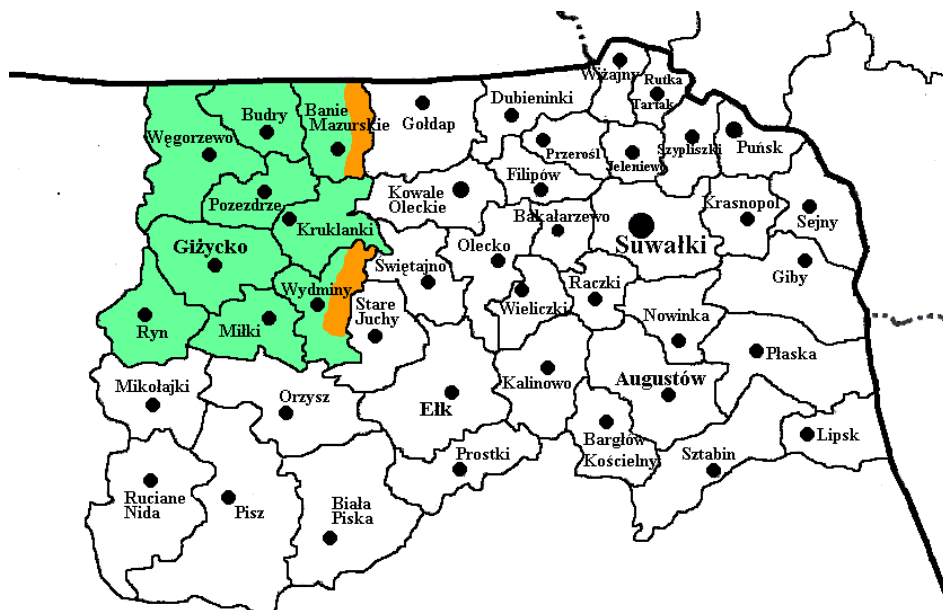 Wiżajny
Rutka
Tartak
Dubieninki
Banie
Mazurskie
Gołdap
Budry
Węgorzewo
Przerośl
Jeleniewo
Szypliszki
Puńsk
Filipów
Pozezdrze
Kowale
Oleckie
Krasnopol
Sejny
Kruklanki
Bakałarzewo
Suwałki
Giżycko
Olecko
Świętajno
Giby
Raczki
Wydminy
Wieliczki
Stare
Juchy
Nowinka
Ryn
Miłki
Płaska
Mikołajki
Orzysz
Kalinowo
Augustów
Ełk
Bargłów
Kościelny
Lipsk
Prostki
Sztabin
Ruciane
Nida
Pisz
Biała
Piska